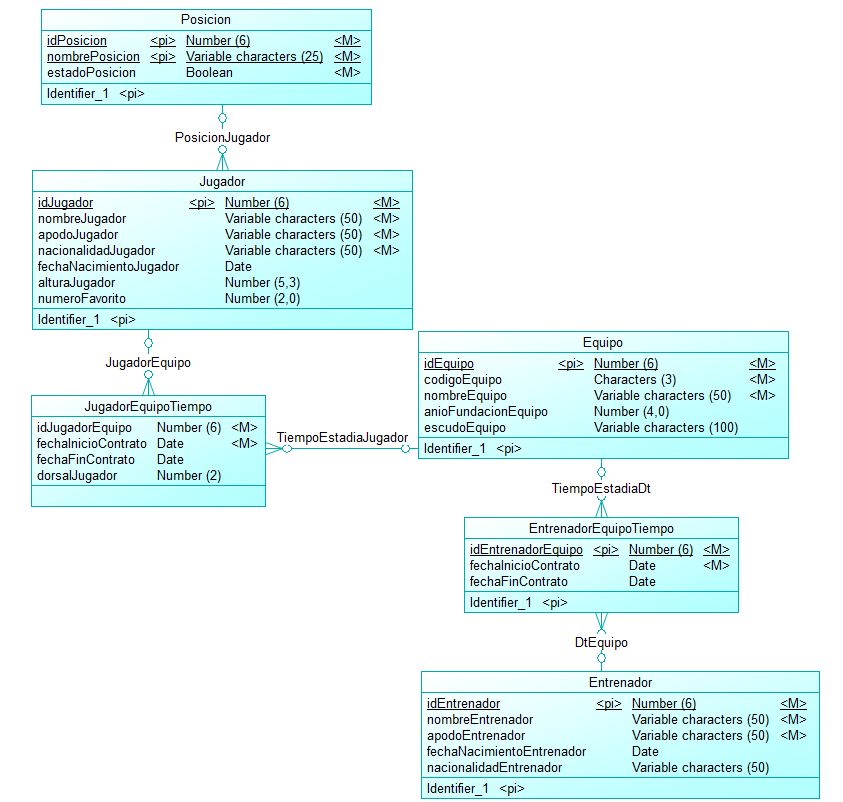 Posicion
idPosicion <pi> Number (6) <M>
nombrePosicion <pi> Variable characters (25) <M>
estadoPosicion Boolean <M>
Identifier_1 <pi>
PosicionJugador
Jugador
idJugador <pi> Number (6) <M>
nombreJugador Variable characters (50) <M>
apodoJugador Variable characters (50) <M>
nacionalidadJugador Variable characters (50) <M>
fechaNacimientoJugador Date
alturaJugador Number (5,3)
numeroFavorito Number (2,0)
Identifier_1 <pi>
JugadorEquipo
JugadorEquipoTiempo
idJugadorEquipo Number (6) <M>
fechaInicioContrato Date <M>
fechaFinContrato Date
dorsalJugador Number (2)
TiempoEstadiaJugador
Equipo
idEquipo <pi> Number (6) <M>
codigoEquipo Characters (3) <M>
nombreEquipo Variable characters (50) <M>
anioFundacionEquipo Number (4,0)
escudoEquipo Variable characters (100)
Identifier_1 <pi>
TiempoEstadiaDt
EntrenadorEquipoTiempo
idEntrenadorEquipo <pi> Number (6) <M>
fechaInicioContrato Date <M>
fechaFinContrato Date
Identifier_1 <pi>
DtEquipo
Entrenador
idEntrenador <pi> Number (6) <M>
nombreEntrenador Variable characters (50) <M>
apodoEntrenador Variable characters (50) <M>
fechaNacimientoEntrenador Date
nacionalidadEntrenador Variable characters (50)
Identifier_1 <pi>